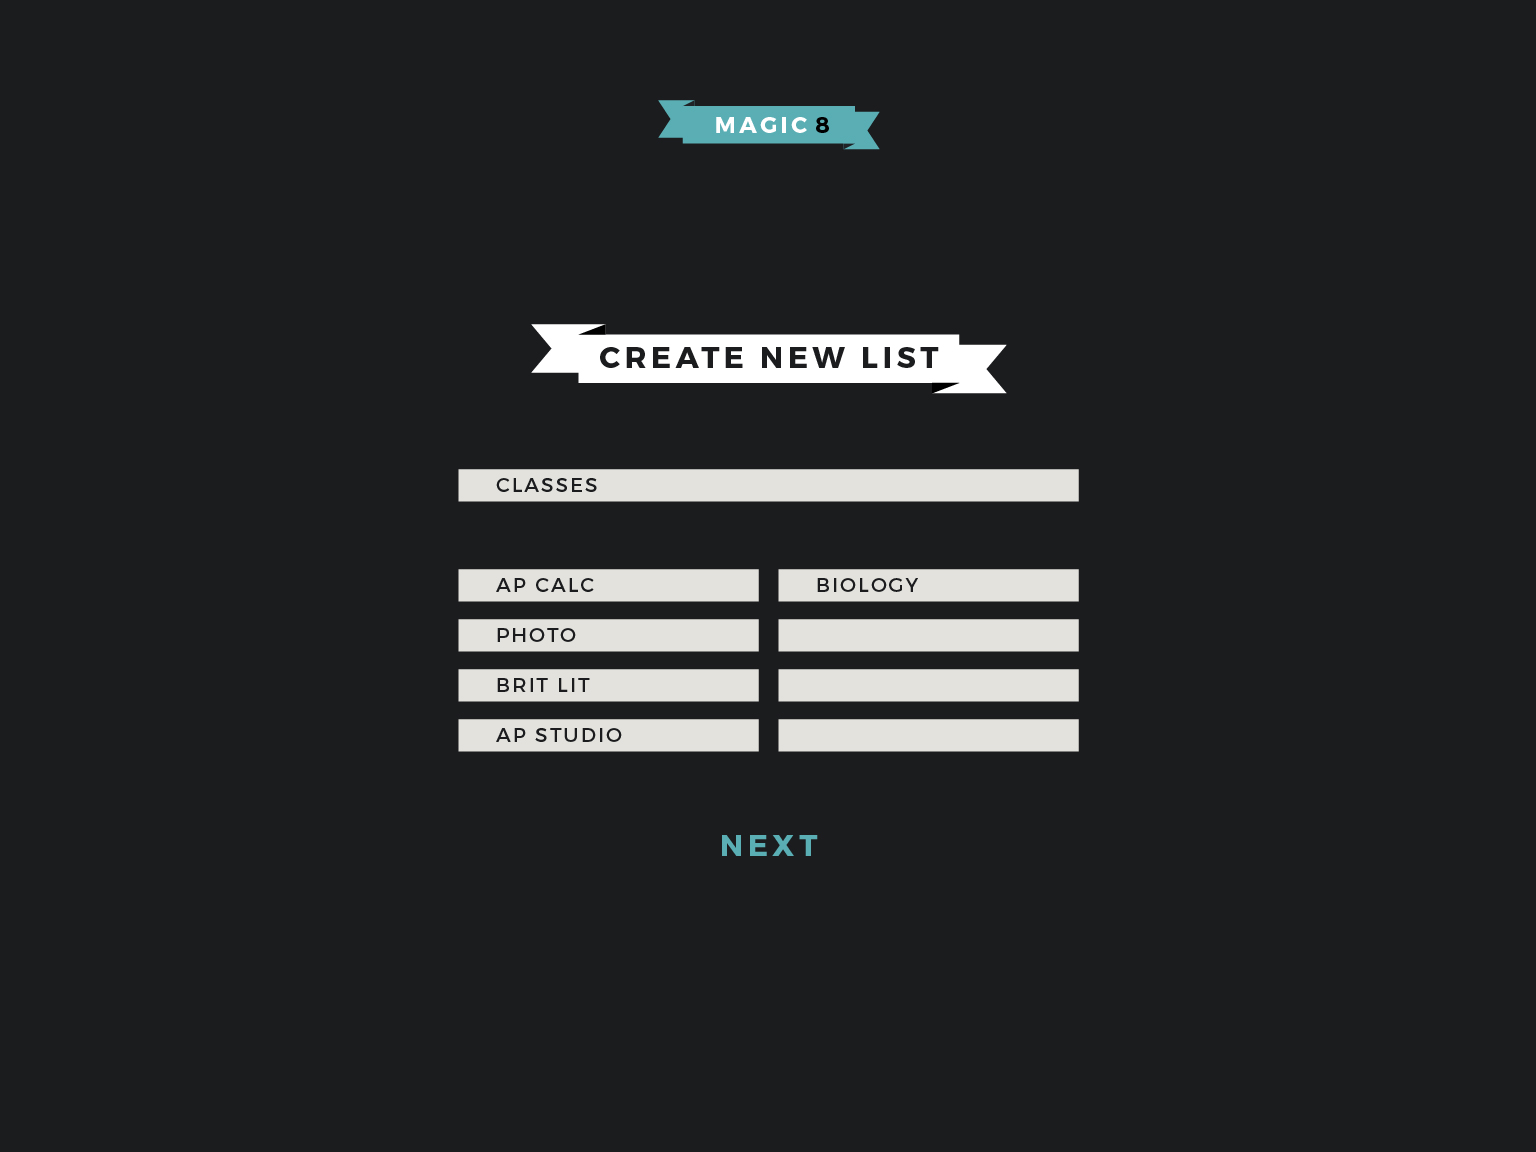 MAGIC 8
CREATE NEW LIST
CLASSES
AP CALC
BIOLOGY
PHOTO
BRIT LIT
AP STUDIO
NEXT